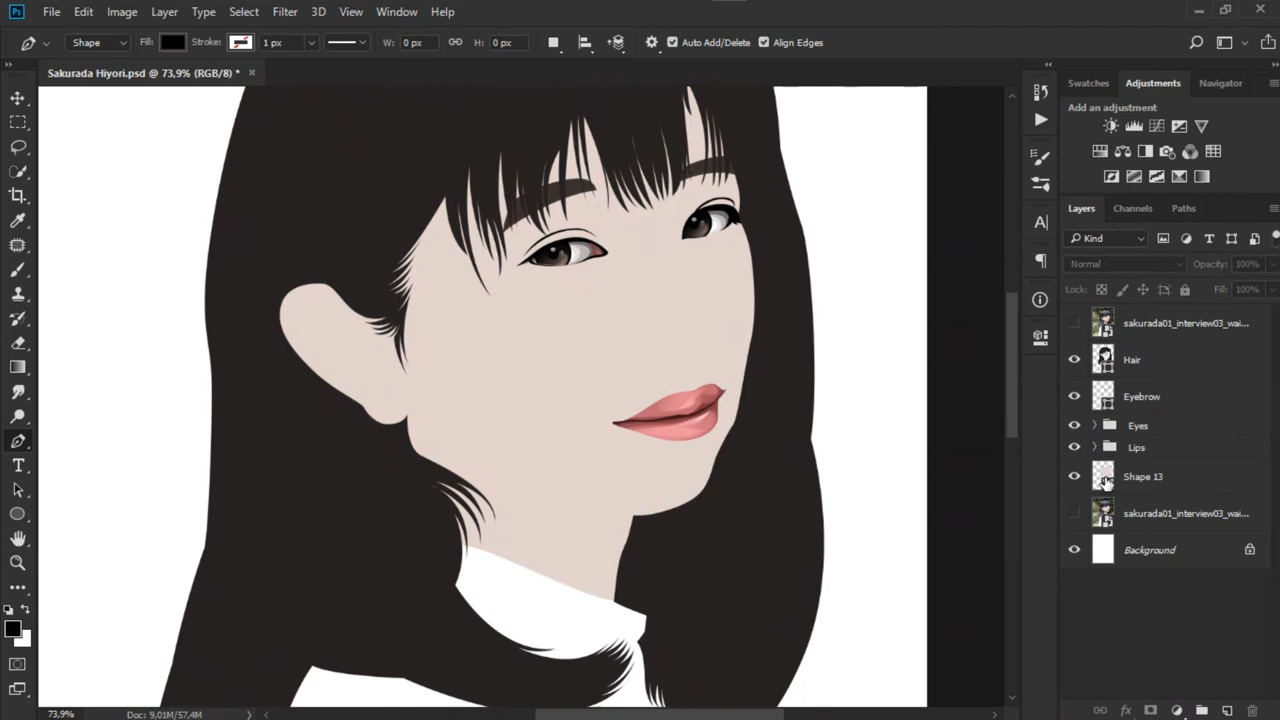 Ps File Edit Image Layer Type Select Filter 3D View Window Help
Shape Fill: Stroke: 1 px W: 0 px H: 0 px Auto Add/Delete Align Edges
Sakurada Hiyori.psd @ 73,9% (RGB/8) *
Swatches Adjustments Navigator
Add an adjustment
Layers Channels Paths
Kind
Normal Opacity: 100%
Lock: Fill: 100%
sakurada01_interview03_wai...
Hair
Eyebrow
Eyes
Lips
Shape 13
sakurada01_interview03_wai...
Background
73,9% Doc: 9,01M/57,4M